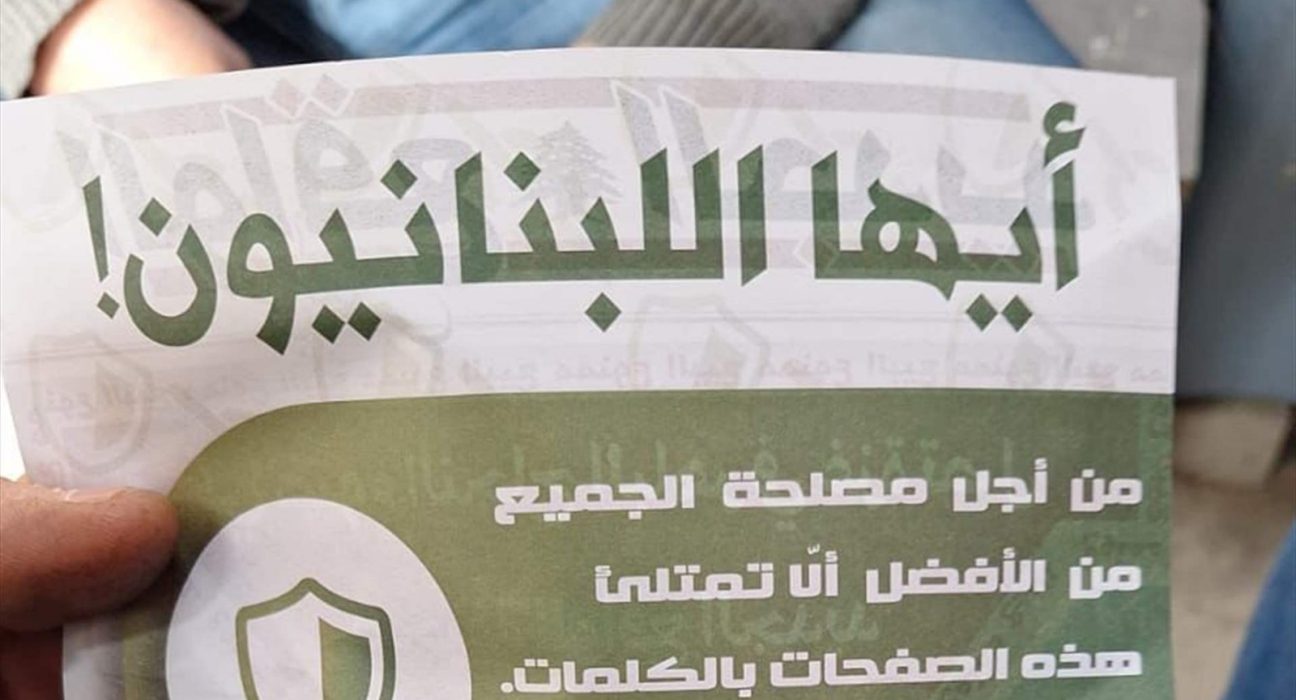 أيها اللبنانيون!
من أجل مصلحة الجميع
من الأفضل ألّا تمتلئ
هذه الصفحات بالكلمات.